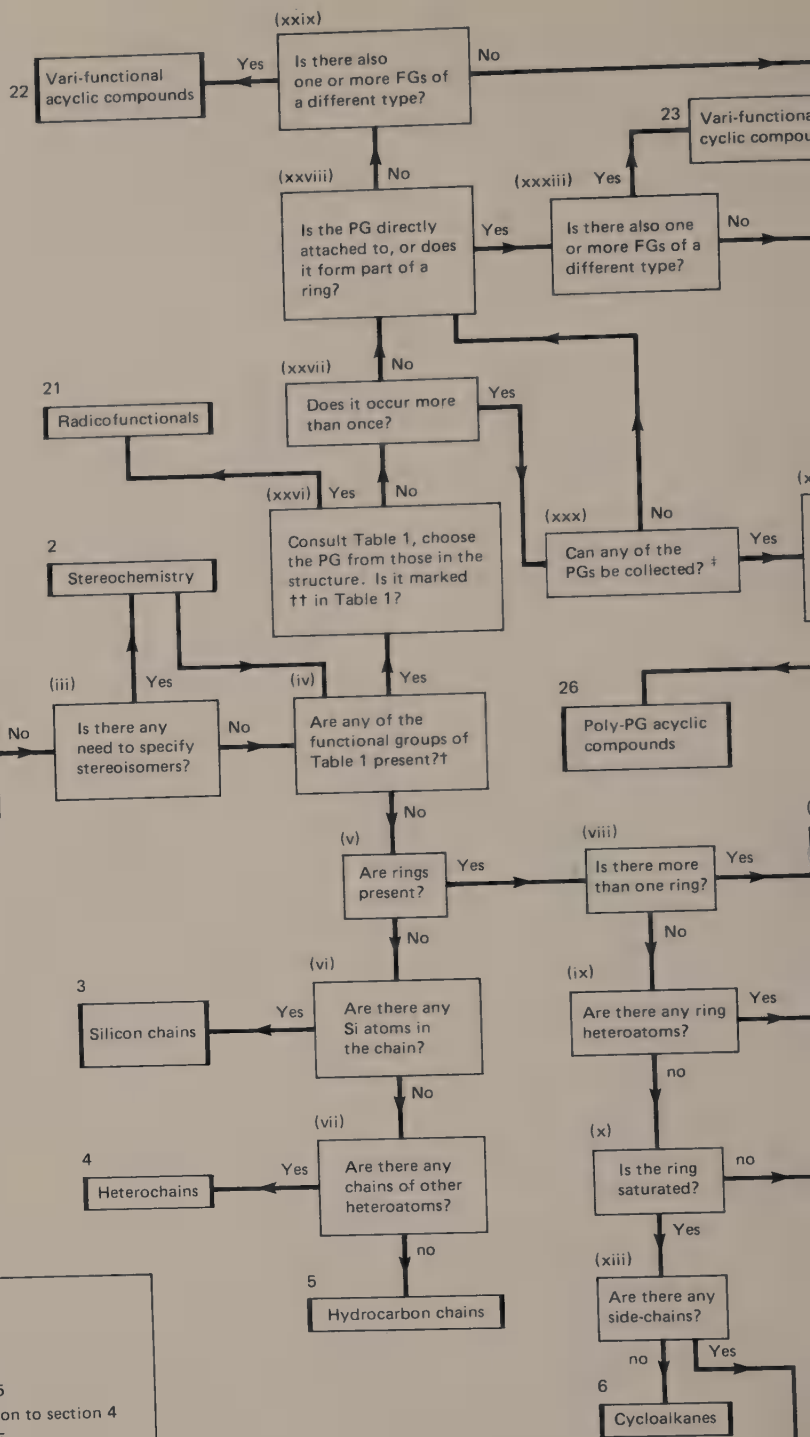 (xxix)
Yes
Is there also
one or more FGs of
a different type?
No
22
Vari-functional
acyclic compounds
23
(xxviii)
No
(xxxiii)
Yes
cyclic
Is the PG directly
attached to, or does
it form part of a
ring?
Yes
Is there also one
or more FGs of a
different type?
No
(xxvii)
No
21
Radicofunctionals
Does it occur more
than once?
Yes
(xxvi)
Yes
No
(xxx)
No
2
Stereochemistry
Consult Table 1, choose
the PG from those in the
structure. Is it marked
†† in Table 1?
Can any of the
PGs be collected? ‡
Yes
(iii)
Yes
(iv)
Yes
26
No
Is there any
need to specify
stereoisomers?
No
Are any of the
functional groups of
Table 1 present?†
Poly-PG acyclic
compounds
No
(v)
(viii)
Are rings
present?
Yes
Is there more
than one ring?
Yes
No
No
(vi)
(ix)
3
Silicon chains
Yes
Are there any
Si atoms in
the chain?
Are there any ring
heteroatoms?
Yes
No
no
(vii)
(x)
4
Heterochains
Yes
Are there any
chains of other
heteroatoms?
Is the ring
saturated?
no
no
Yes
5
Hydrocarbon chains
(xiii)
Are there any
side-chains?
no
Yes
6
Cycloalkanes
to section 4